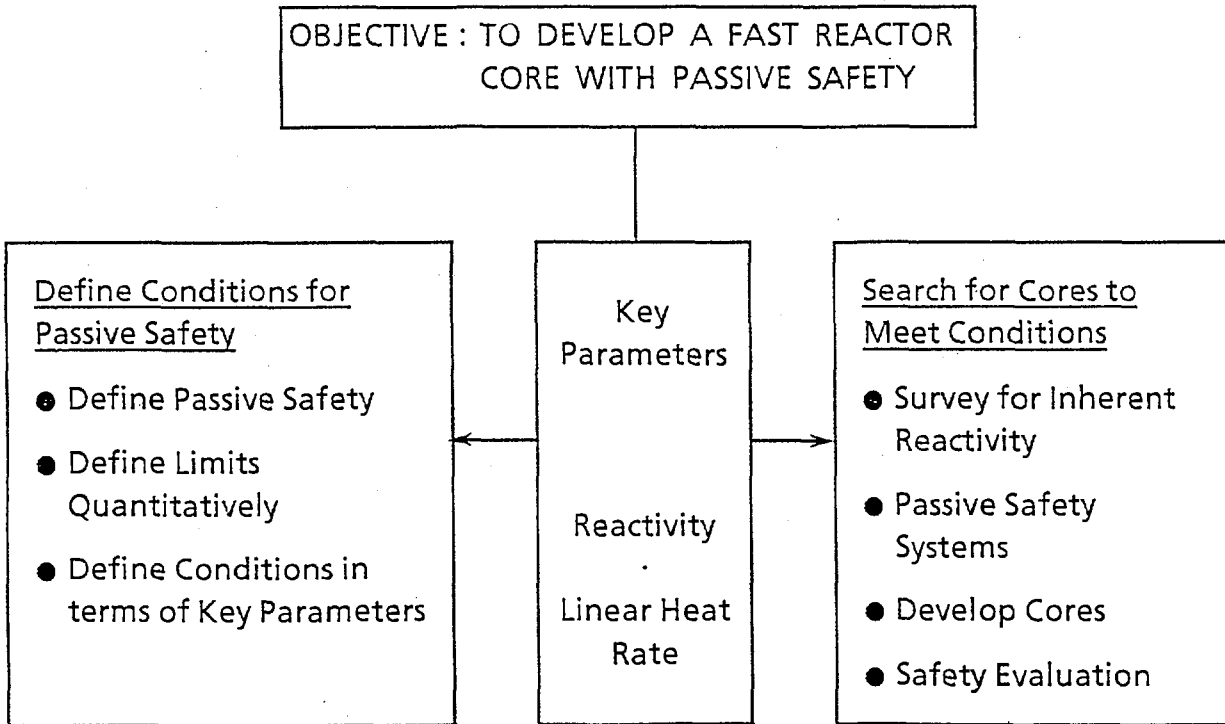 OBJECTIVE : TO DEVELOP A FAST REACTOR
CORE WITH PASSIVE SAFETY
Define Conditions for
Passive Safety
● Define Passive Safety
● Define Limits
Quantitatively
● Define Conditions in
terms of Key Parameters
Key
Parameters
Reactivity
·
Linear Heat
Rate
Search for Cores to
Meet Conditions
● Survey for Inherent
Reactivity
● Passive Safety
Systems
● Develop Cores
● Safety Evaluation